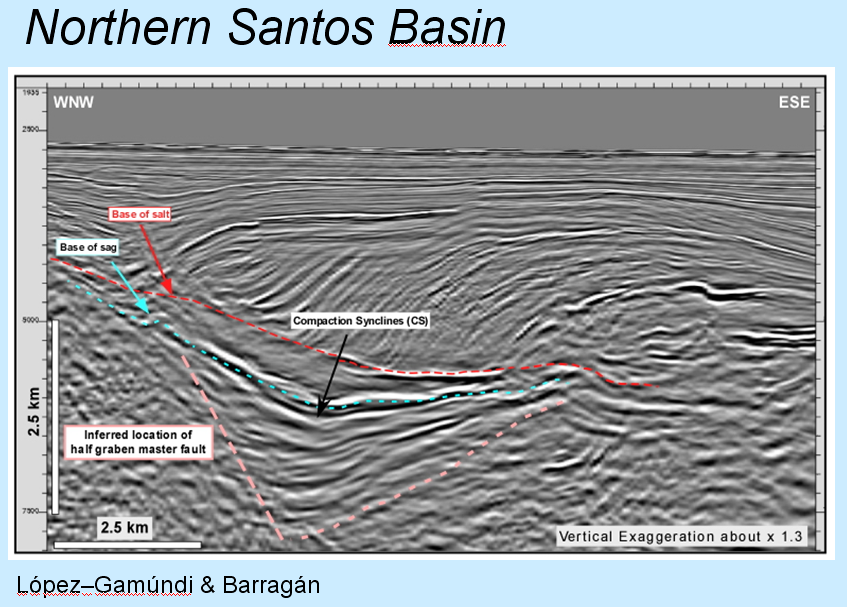 Northern Santos Basin
WNW
ESE
2500
Base of salt
Base of sag
5000
Compaction Synclines (CS)
2.5 km
Inferred location of
half graben master fault
7500
2.5 km
Vertical Exaggeration about x 1.3
López–Gamúndi & Barragán